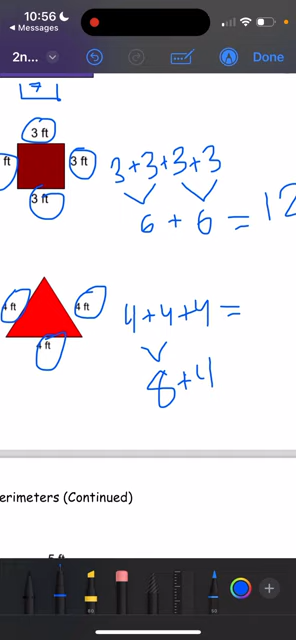 10:56
Messages
2n... Done
7
3 ft
ft 3 ft 3+3+3+3
3 ft
6 + 6 = 12
4 ft 4 ft 4+4+4=
4 ft
8+4
erimeters (Continued)
5 ft